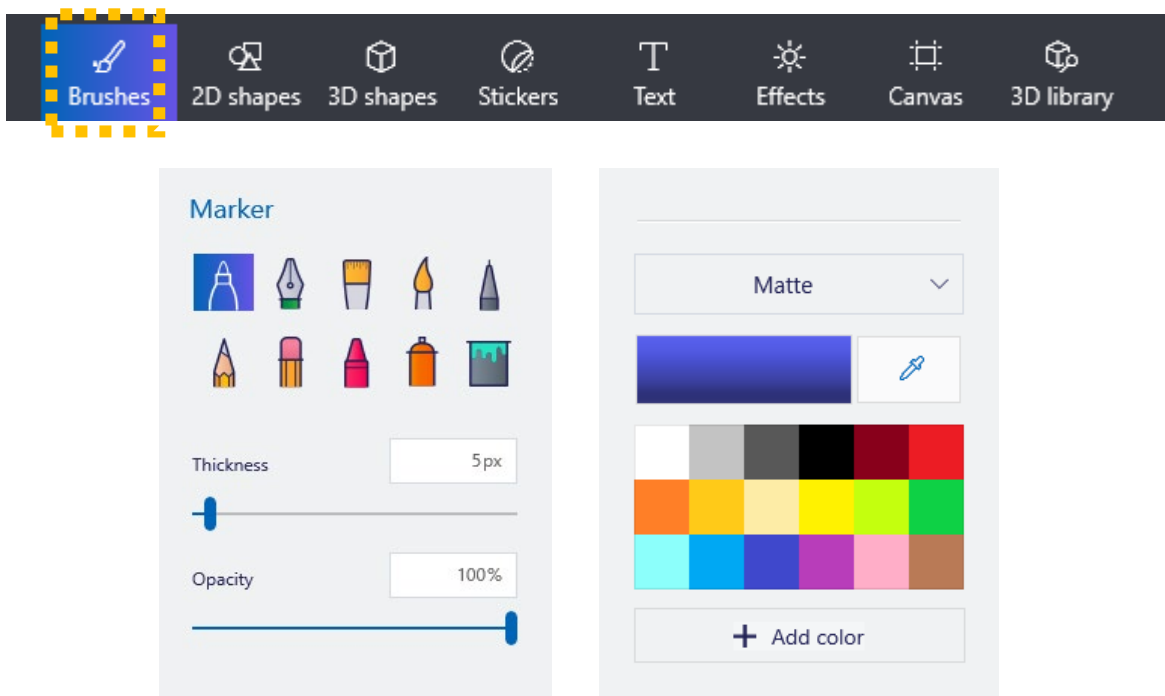 Brushes 2D shapes 3D shapes Stickers Text Effects Canvas 3D library
Marker
Thickness 5px
Opacity 100%
Matte
Add color